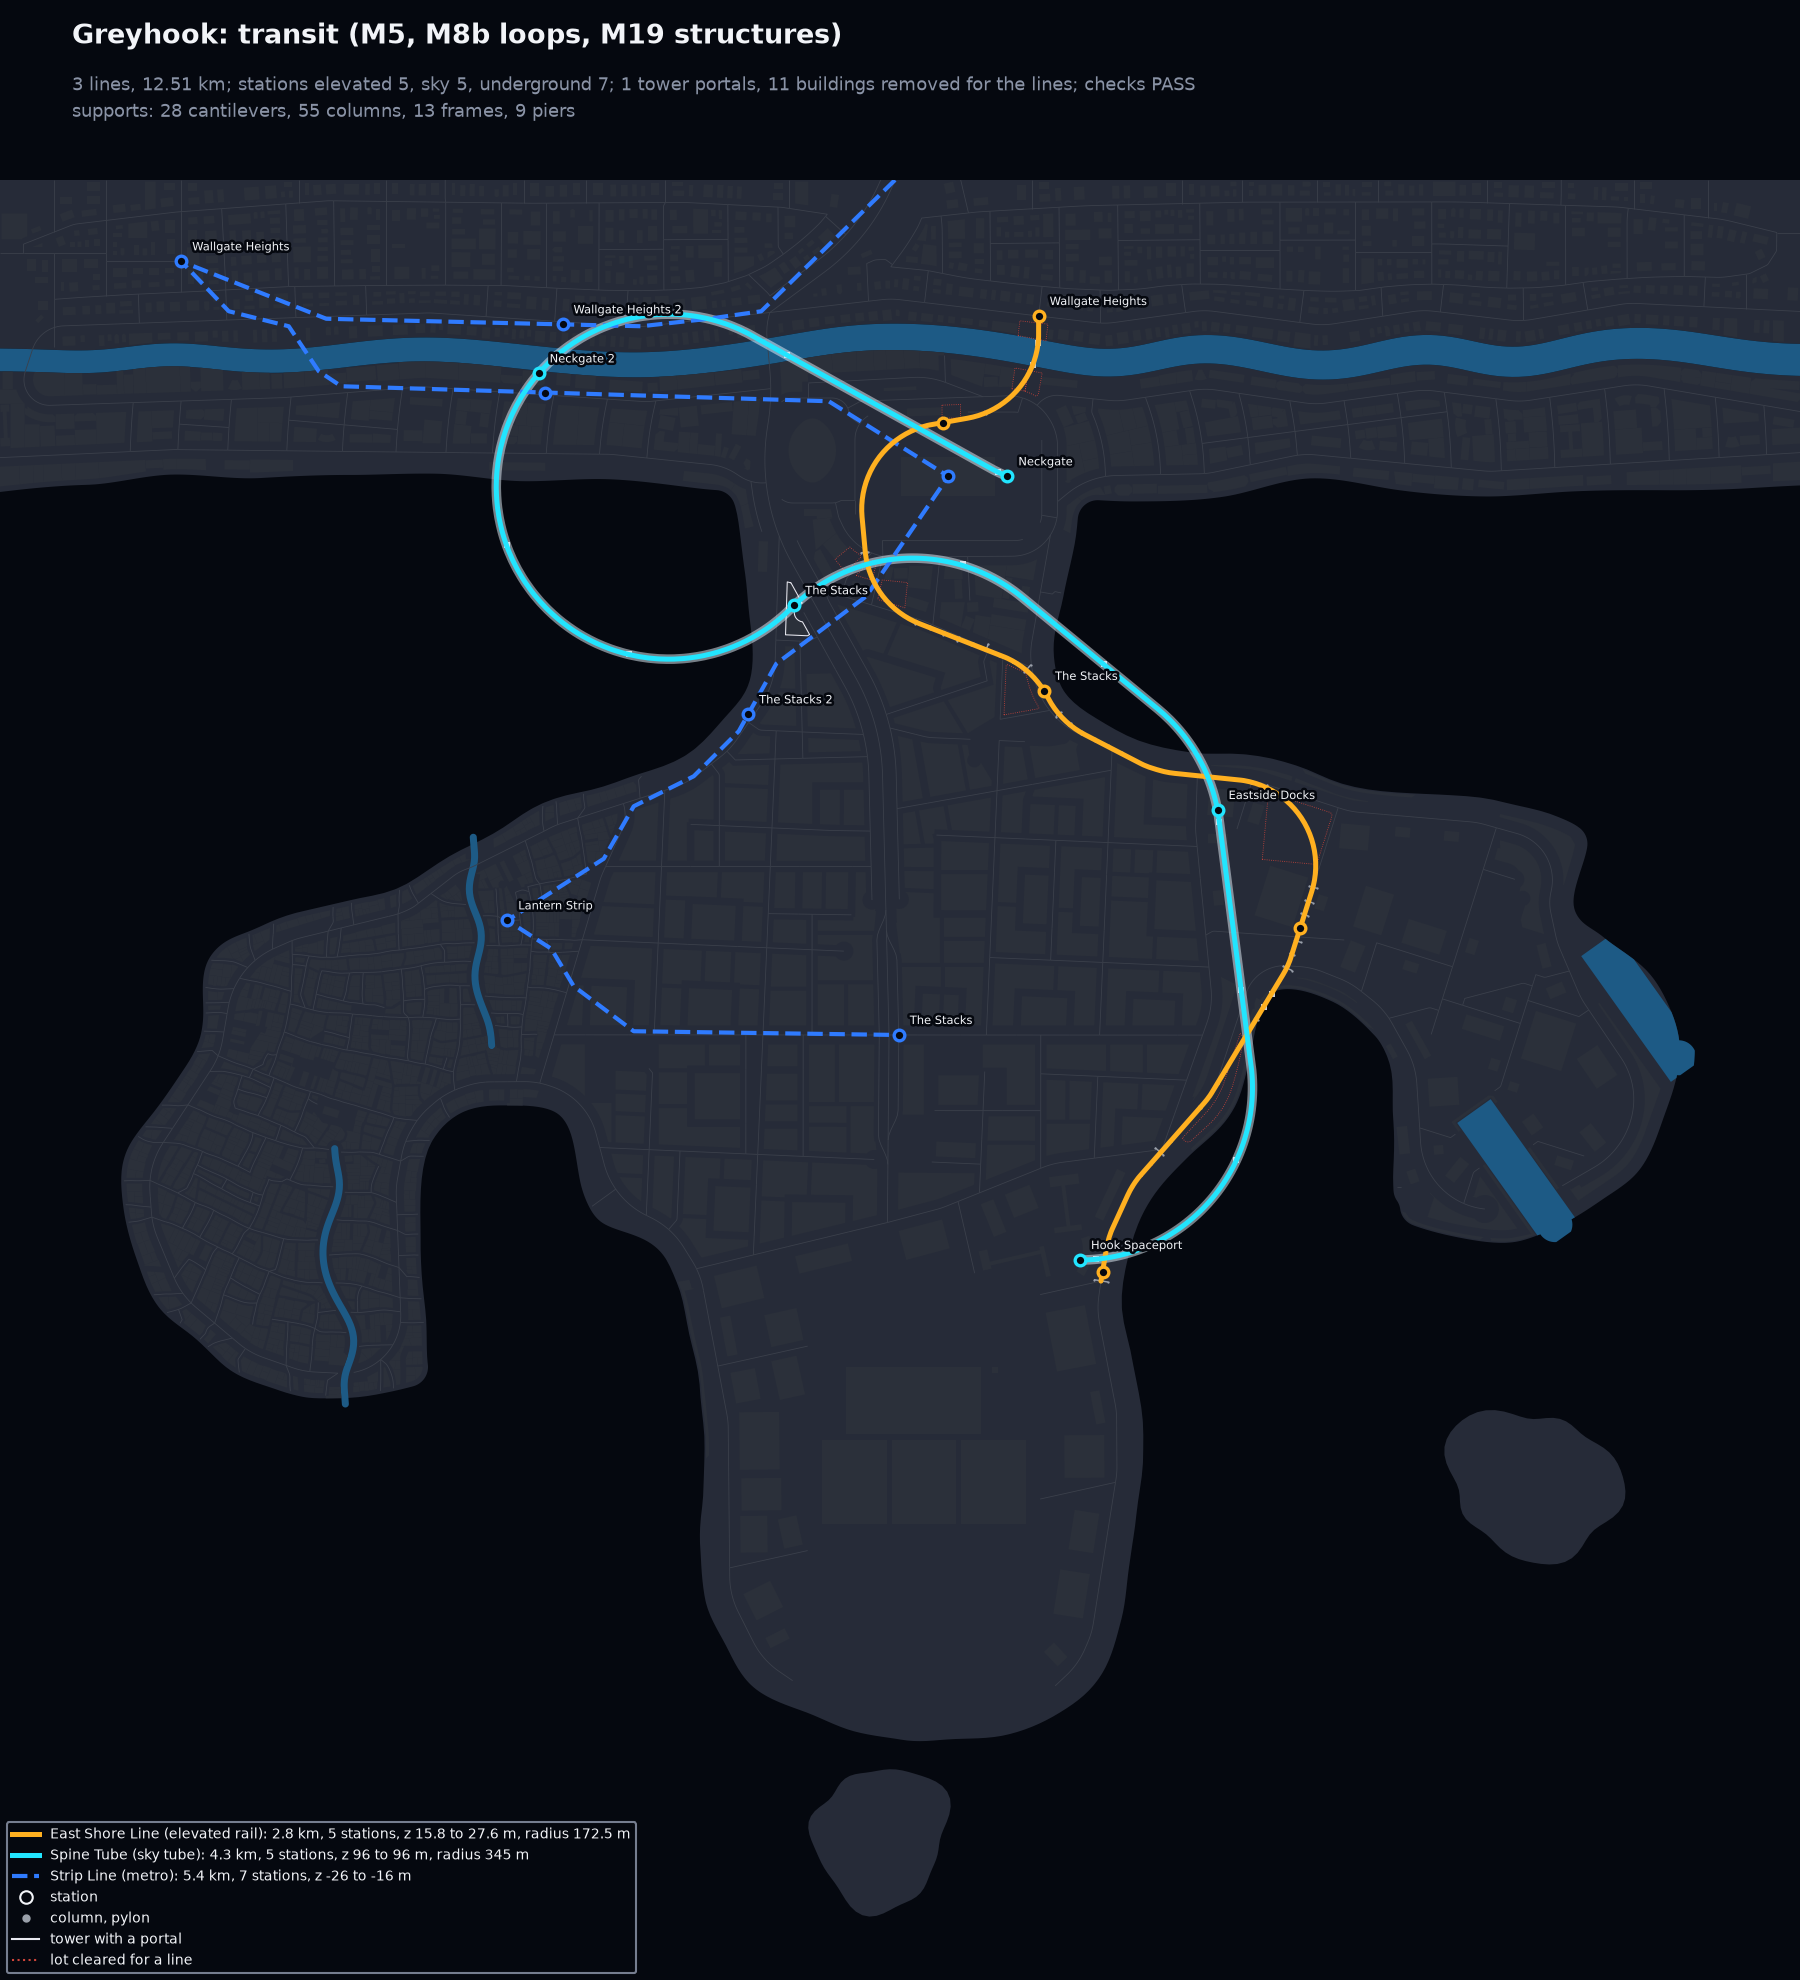 Greyhook: transit (M5, M8b loops, M19 structures)
3 lines, 12.51 km; stations elevated 5, sky 5, underground 7; 1 tower portals, 11 buildings removed for the lines; checks PASS
supports: 28 cantilevers, 55 columns, 13 frames, 9 piers
Wallgate Heights
Wallgate Heights
Wallgate Heights 2
Neckgate 2
Neckgate
The Stacks
The Stacks
The Stacks 2
Eastside Docks
Lantern Strip
The Stacks
Hook Spaceport
East Shore Line (elevated rail): 2.8 km, 5 stations, z 15.8 to 27.6 m, radius 172.5 m
Spine Tube (sky tube): 4.3 km, 5 stations, z 96 to 96 m, radius 345 m
Strip Line (metro): 5.4 km, 7 stations, z -26 to -16 m
station
column, pylon
tower with a portal
lot cleared for a line